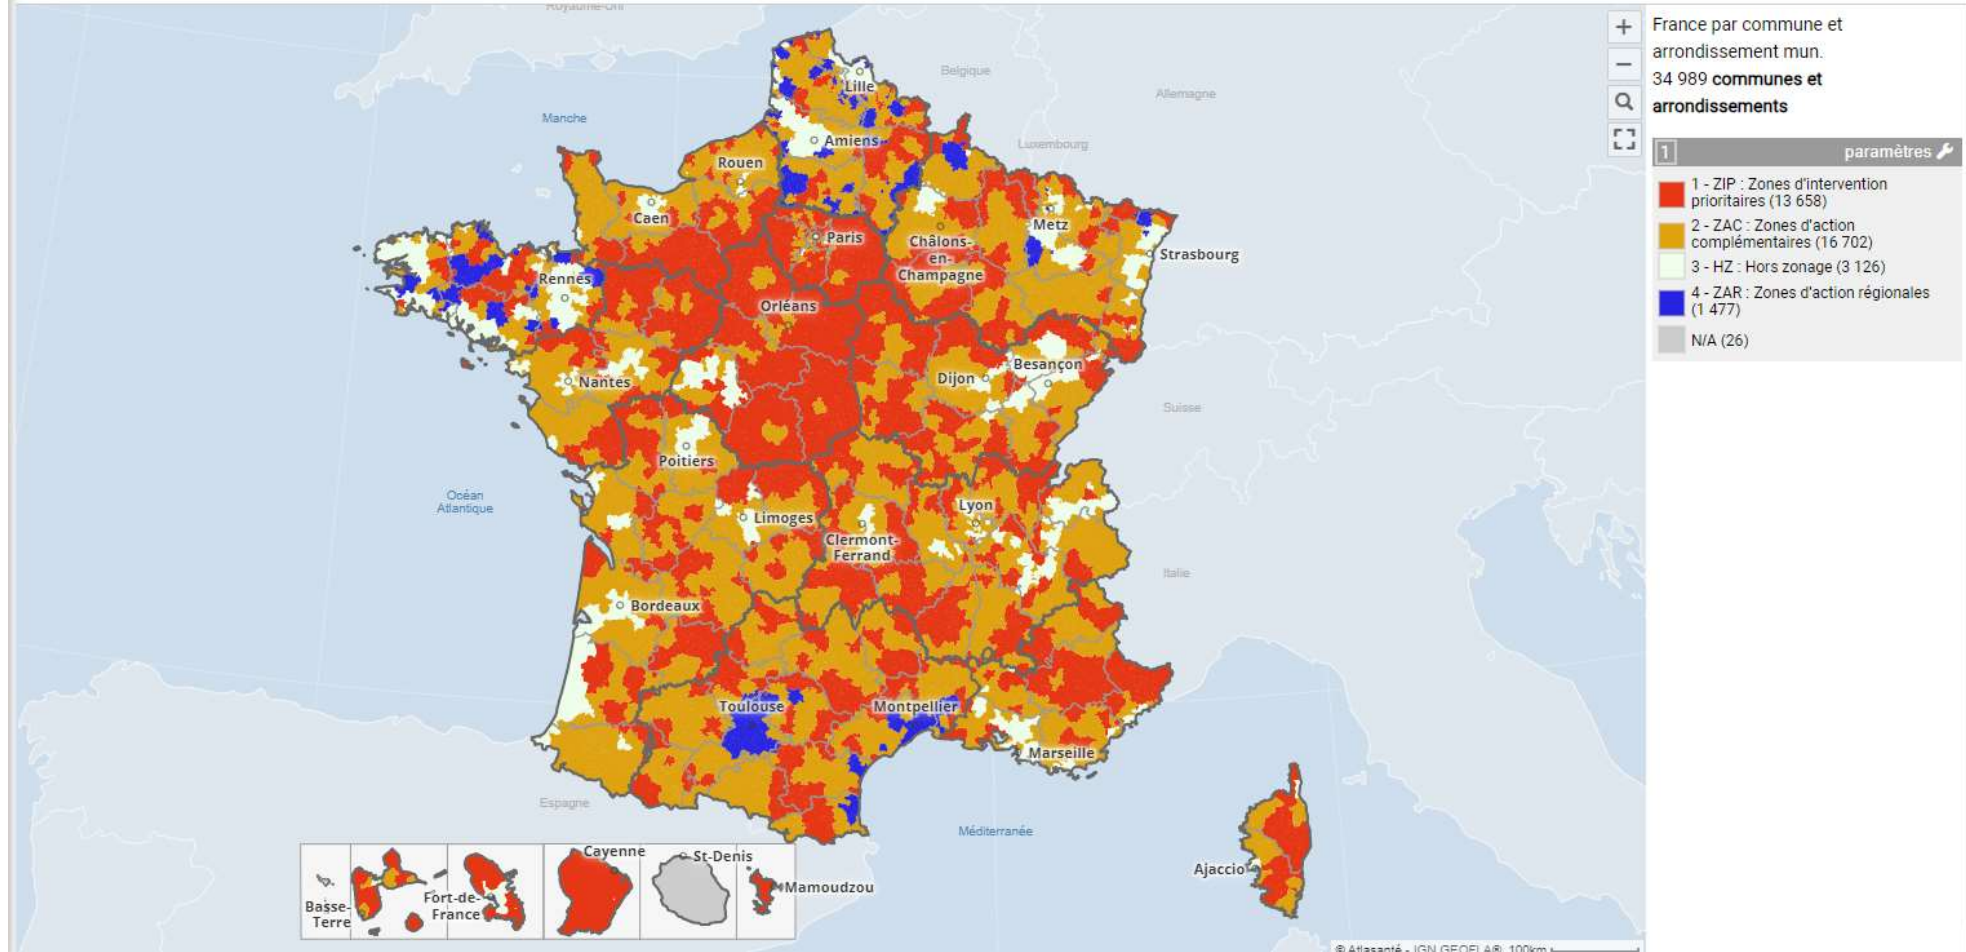 Royaume-Uni
Belgique
Allemagne
Luxembourg
Manche
Lille
Amiens
Rouen
Caen
Paris
Metz
Châlons-
en-
Champagne
Strasbourg
Rennes
Orléans
Nantes
Dijon
Besançon
Suisse
Poitiers
Océan
Atlantique
Limoges
Lyon
Clermont-
Ferrand
Italie
Bordeaux
Toulouse
Montpellier
Marseille
Espagne
Méditerranée
Ajaccio
Basse-
Terre
Fort-de-
France
Cayenne
St-Denis
Mamoudzou
© Atlasanté - IGN GEOFLA®, 100km
+
−
France par commune et
arrondissement mun.
34 989 communes et
arrondissements
1 paramètres
1 - ZIP : Zones d'intervention
prioritaires (13 658)
2 - ZAC : Zones d'action
complémentaires (16 702)
3 - HZ : Hors zonage (3 126)
4 - ZAR : Zones d'action régionales
(1 477)
N/A (26)